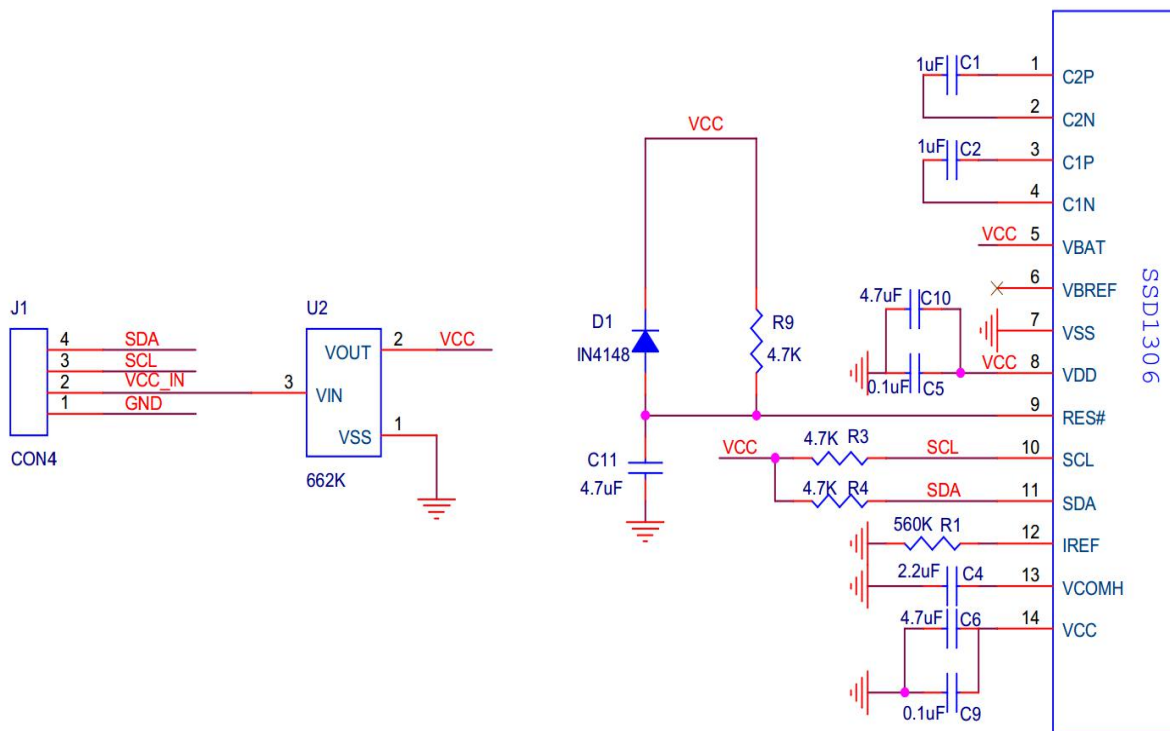 J1
4 SDA
3 SCL
2 VCC_IN
1 GND
CON4
U2
VOUT 2 VCC
3 VIN
VSS 1
662K
VCC
D1
IN4148
R9
4.7K
C11
4.7uF
1uF C1 1 C2P
2 C2N
1uF C2 3 C1P
4 C1N
VCC 5 VBAT
6 VBREF
7 VSS
4.7uF C10
VCC 8 VDD
0.1uF C5
9 RES#
VCC 4.7K R3 SCL 10 SCL
4.7K R4 SDA 11 SDA
560K R1 12 IREF
2.2uF C4 13 VCOMH
4.7uF C6 14 VCC
0.1uF C9
SSD1306